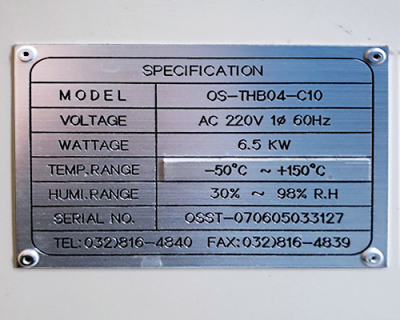 SPECIFICATION
MODEL OS-THB04-C10
VOLTAGE AC 220V 1ø 60Hz
WATTAGE 6.5 KW
TEMP.RANGE -50°C ~ +150°C
HUMI.RANGE 30% ~ 98% R.H
SERIAL NO. OSST-070605033127
TEL:032)816-4840 FAX:032)816-4839